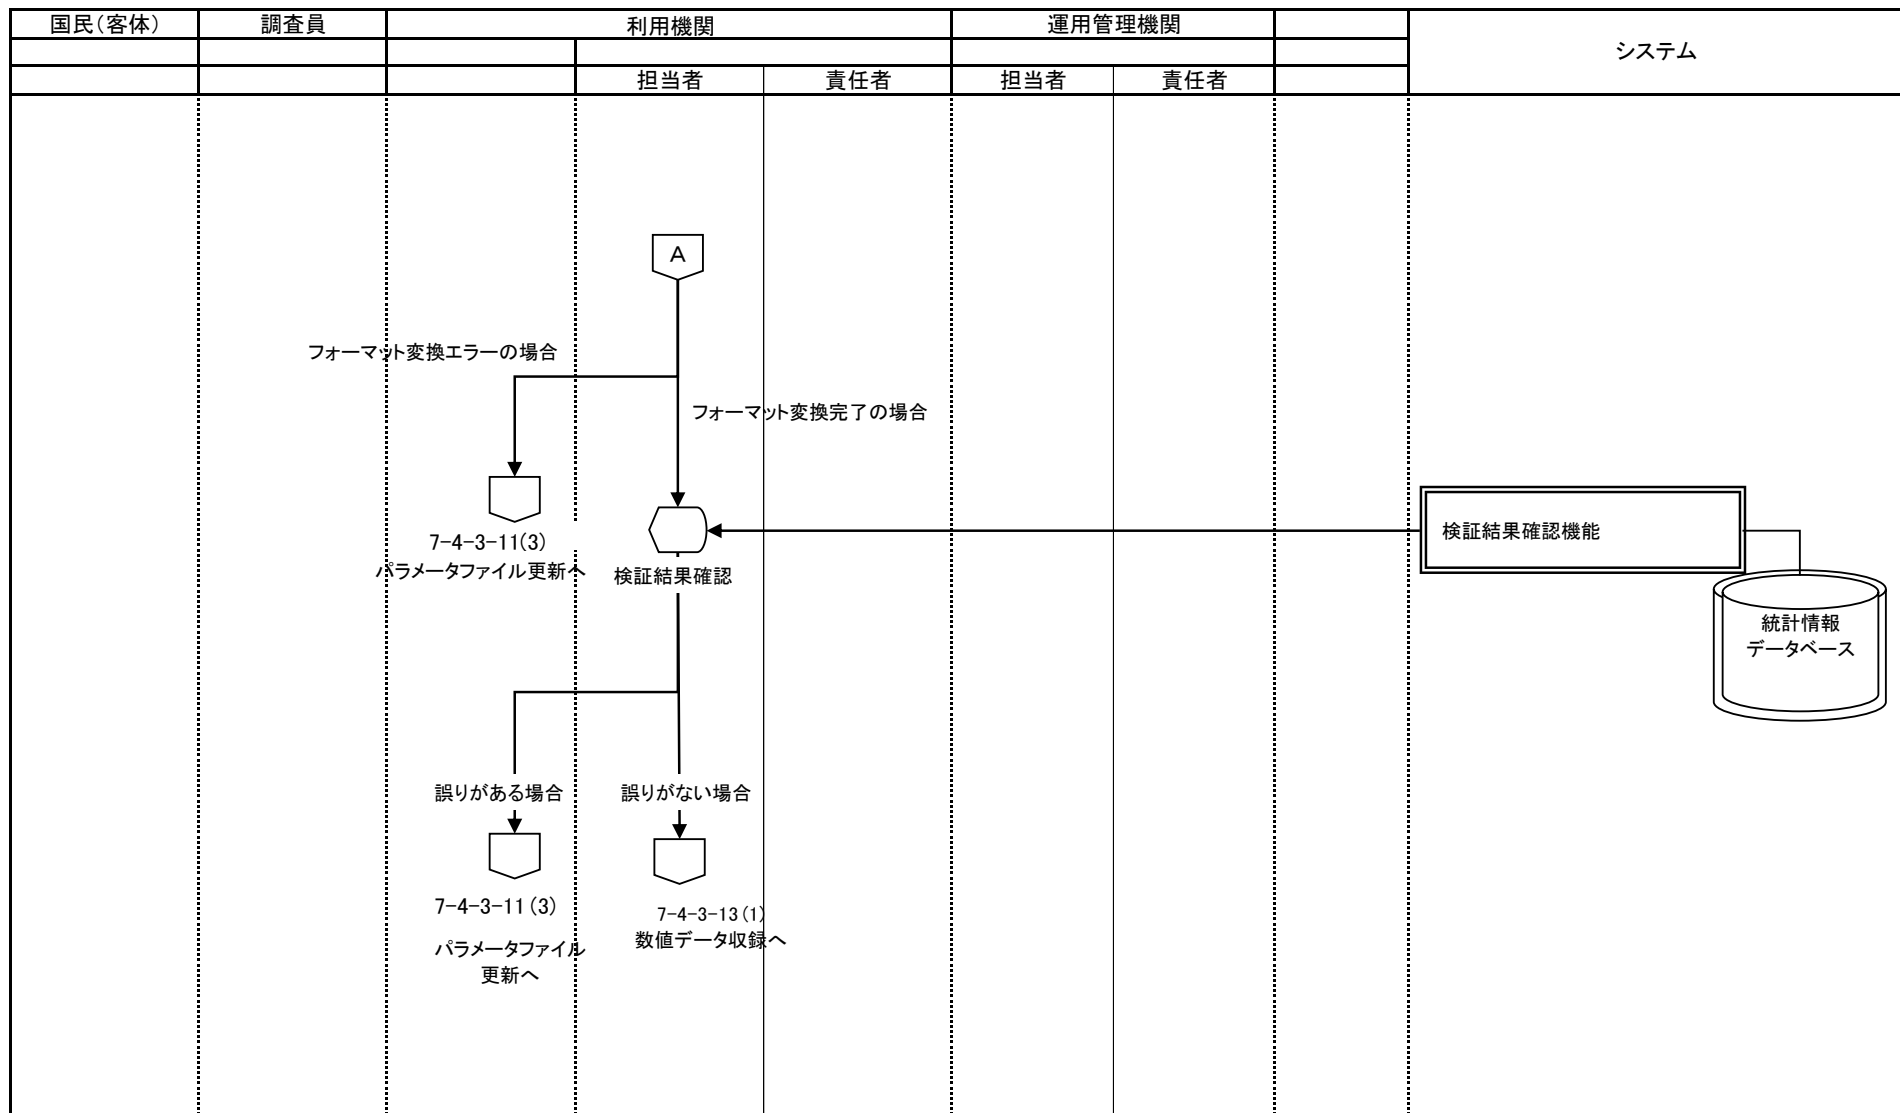 国民(客体)
調査員
利用機関
運用管理機関
システム
担当者
責任者
担当者
責任者
A
フォーマット変換エラーの場合
フォーマット変換完了の場合
7-4-3-11(3)
パラメータファイル更新へ
検証結果確認
検証結果確認機能
統計情報
データベース
誤りがある場合
誤りがない場合
7-4-3-11(3)
パラメータファイル
更新へ
7-4-3-13(1)
数値データ収録へ